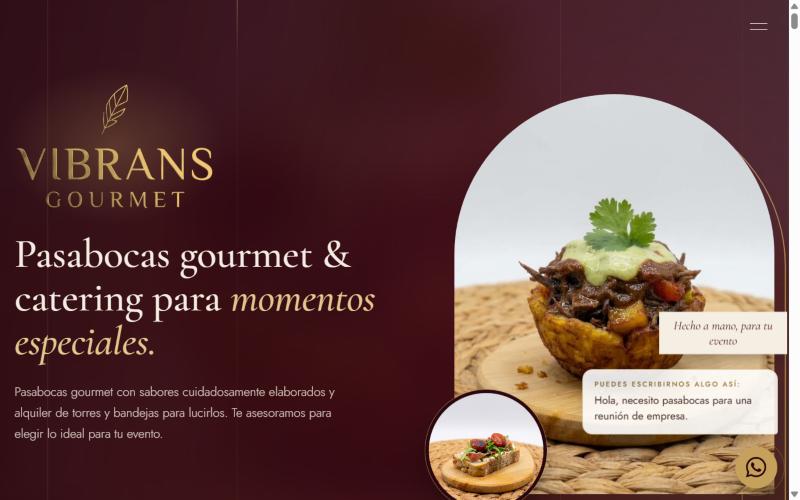 VIBRANS
GOURMET
Pasabocas gourmet &
catering para momentos
especiales.
Pasabocas gourmet con sabores cuidadosamente elaborados y
alquiler de torres y bandejas para lucirlos. Te asesoramos para
elegir lo ideal para tu evento.
Hecho a mano, para tu
evento
PUEDES ESCRIBIRNOS ALGO ASÍ:
Hola, necesito pasabocas para una
reunión de empresa.